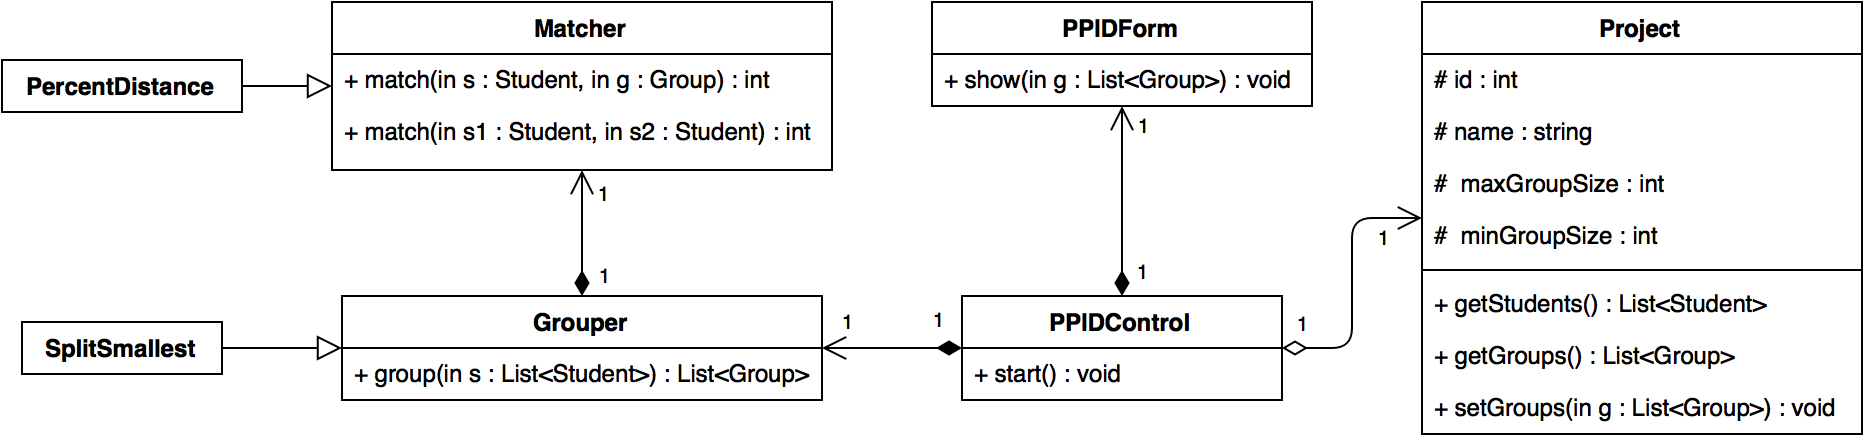 PercentDistance
Matcher
+ match(in s : Student, in g : Group) : int
+ match(in s1 : Student, in s2 : Student) : int
1
1
SplitSmallest
Grouper
+ group(in s : List<Student>) : List<Group>
1
1
PPIDForm
+ show(in g : List<Group>) : void
1
1
PPIDControl
+ start() : void
1
1
Project
# id : int
# name : string
# maxGroupSize : int
# minGroupSize : int
+ getStudents() : List<Student>
+ getGroups() : List<Group>
+ setGroups(in g : List<Group>) : void